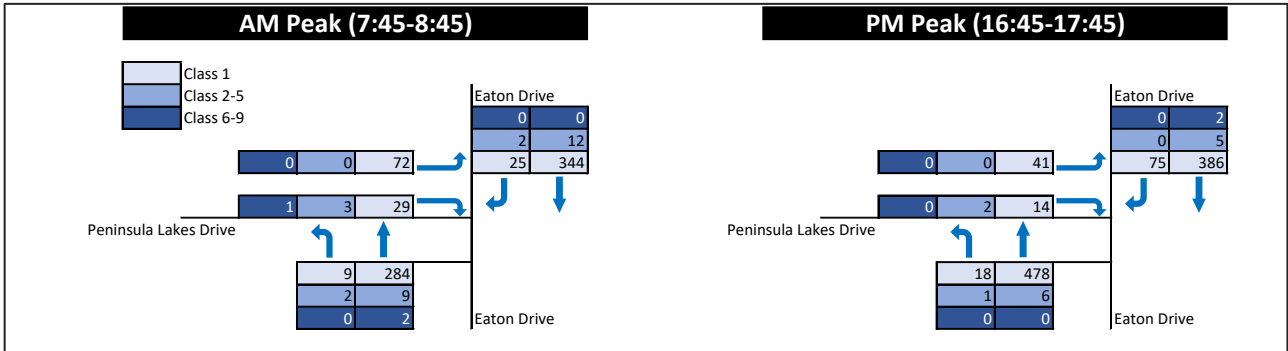 AM Peak (7:45-8:45)
PM Peak (16:45-17:45)
Class 1
Class 2-5
Class 6-9
Eaton Drive
0 0
2 12
25 344
0 0 72
1 3 29
Peninsula Lakes Drive
9 284
2 9
0 2
Eaton Drive
Eaton Drive
0 2
0 5
75 386
0 0 41
0 2 14
Peninsula Lakes Drive
18 478
1 6
0 0
Eaton Drive